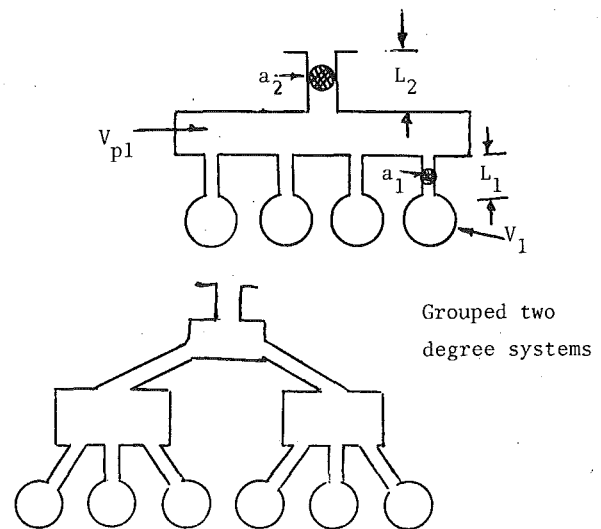 a2
L2
Vp1
a1
L1
V1
Grouped two
degree systems